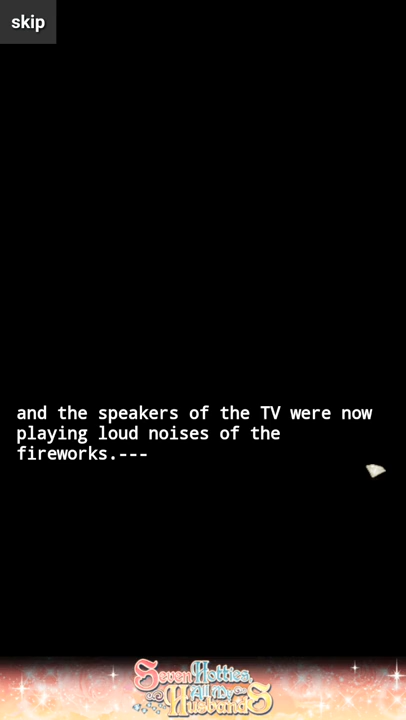 skip
and the speakers of the TV were now
playing loud noises of the
fireworks.---
Seven Hotties,
All My
Husbands